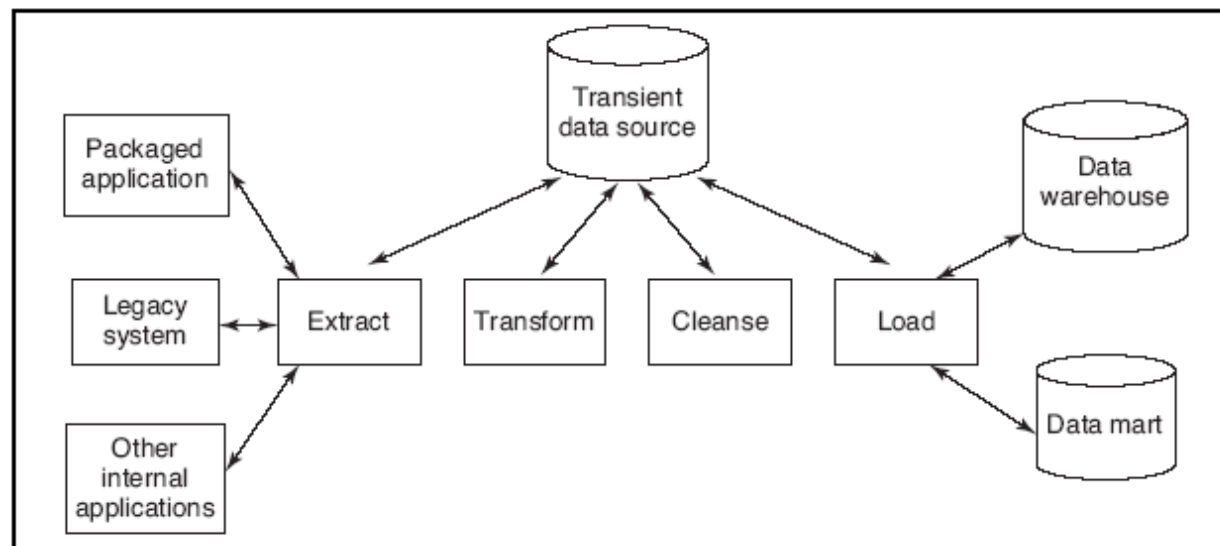 Transient
data source
Packaged
application
Data
warehouse
Legacy
system
Extract
Transform
Cleanse
Load
Other
internal
applications
Data mart